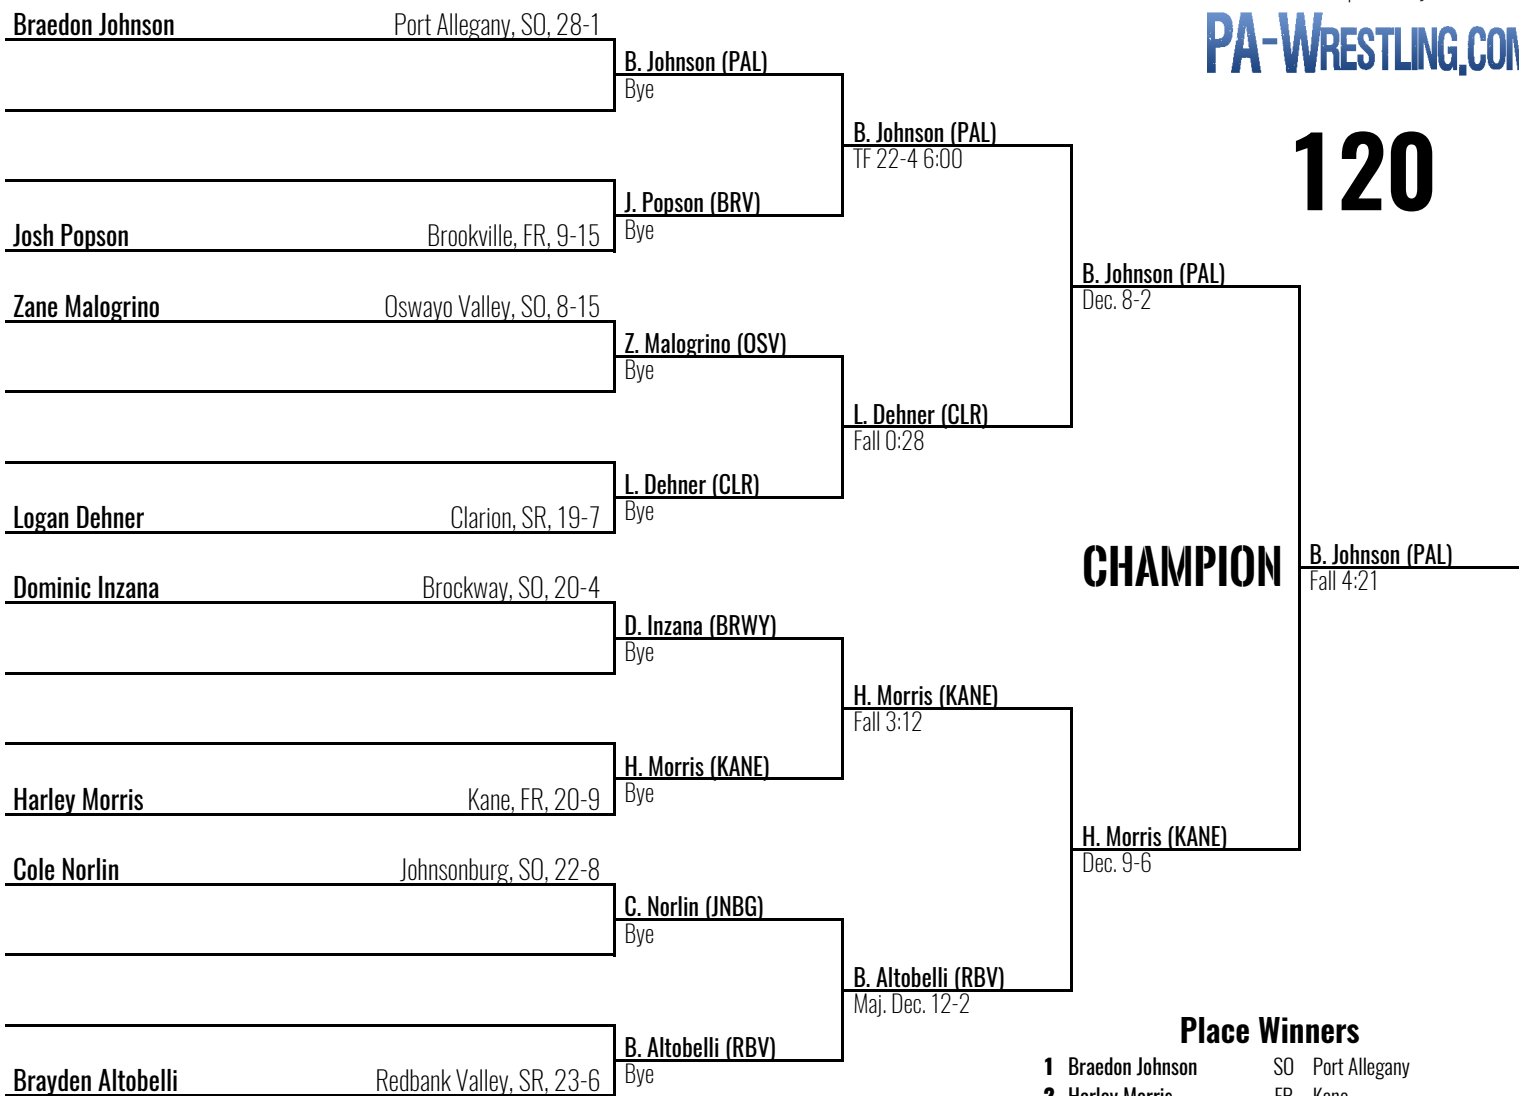 Braedon Johnson Port Allegany, SO, 28-1
PA-WRESTLING.COM
B. Johnson (PAL)
Bye
B. Johnson (PAL)
TF 22-4 6:00
120
J. Popson (BRV)
Bye
Josh Popson Brookville, FR, 9-15
B. Johnson (PAL)
Dec. 8-2
Zane Malogrino Oswayo Valley, SO, 8-15
Z. Malogrino (OSV)
Bye
L. Dehner (CLR)
Fall 0:28
L. Dehner (CLR)
Bye
Logan Dehner Clarion, SR, 19-7
CHAMPION B. Johnson (PAL)
Fall 4:21
Dominic Inzana Brockway, SO, 20-4
D. Inzana (BRWY)
Bye
H. Morris (KANE)
Fall 3:12
H. Morris (KANE)
Bye
Harley Morris Kane, FR, 20-9
H. Morris (KANE)
Dec. 9-6
Cole Norlin Johnsonburg, SO, 22-8
C. Norlin (JNBG)
Bye
B. Altobelli (RBV)
Maj. Dec. 12-2
Place Winners
B. Altobelli (RBV)
Bye
1 Braedon Johnson SO Port Allegany
Brayden Altobelli Redbank Valley, SR, 23-6
2 Harley Morris FR Kane